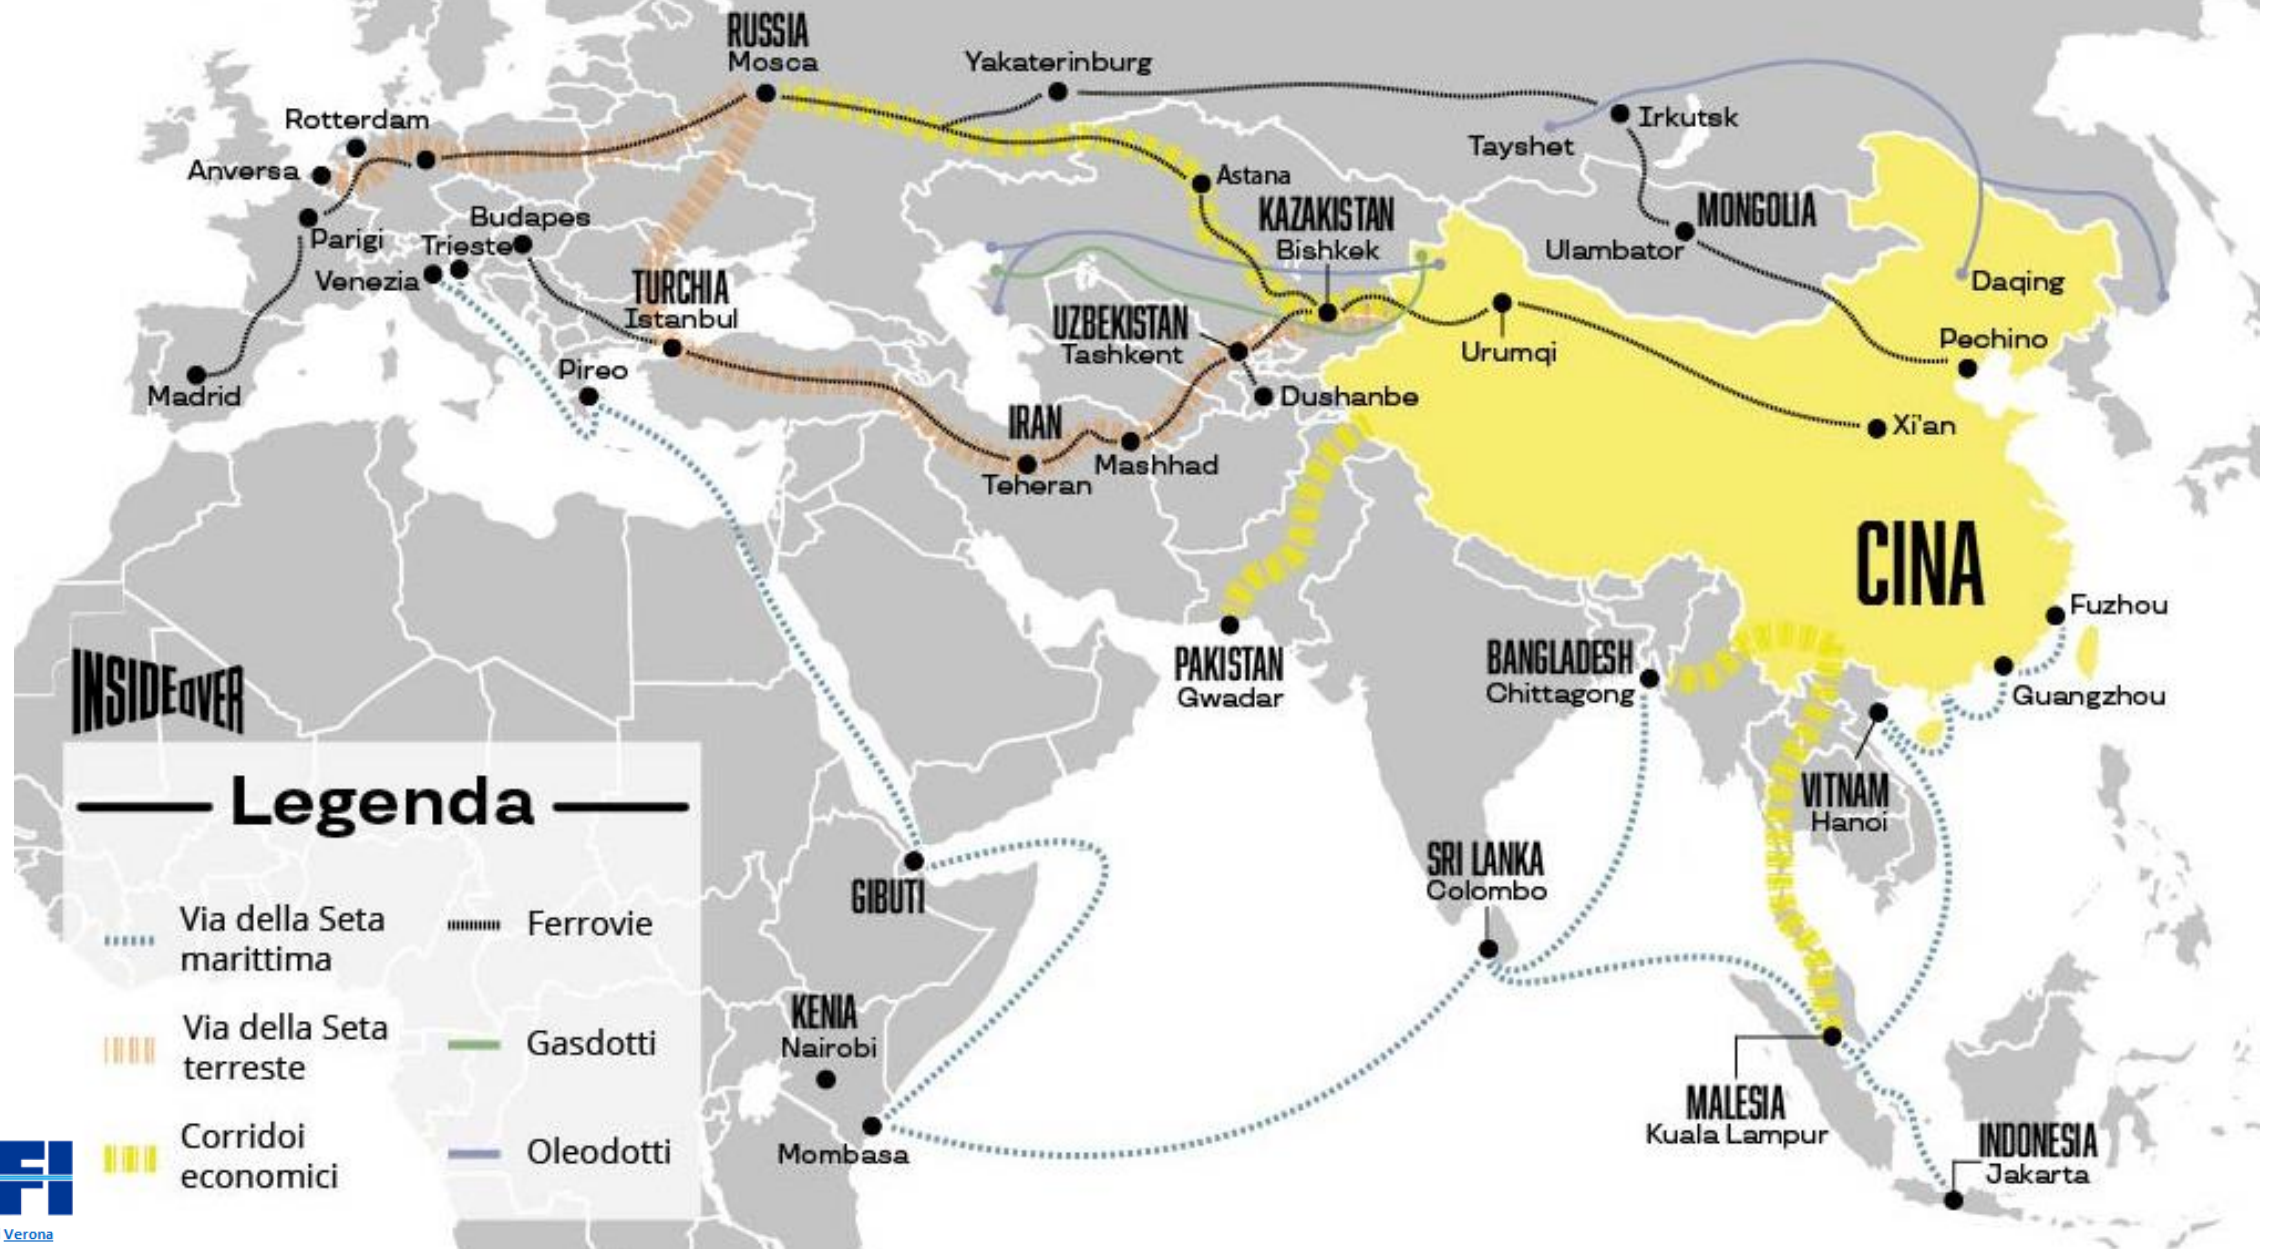 RUSSIA
Mosca
Yakaterinburg
Rotterdam
Irkutsk
Tayshet
Anversa
Astana
KAZAKISTAN
Bishkek
MONGOLIA
Ulambator
Budapes
Parigi
Trieste
Venezia
TURCHIA
Istanbul
Daqing
UZBEKISTAN
Tashkent
Urumqi
Pechino
Pireo
Madrid
Dushanbe
IRAN
Teheran
Mashhad
Xi'an
CINA
Fuzhou
Guangzhou
PAKISTAN
Gwadar
BANGLADESH
Chittagong
VITNAM
Hanoi
SRI LANKA
Colombo
GIBUTI
KENIA
Nairobi
Mombasa
MALESIA
Kuala Lampur
INDONESIA
Jakarta
INSIDEOVER
Legenda
Via della Seta
marittima
Ferrovie
Via della Seta
terreste
Gasdotti
Corridoi
economici
Oleodotti
FI
Verona